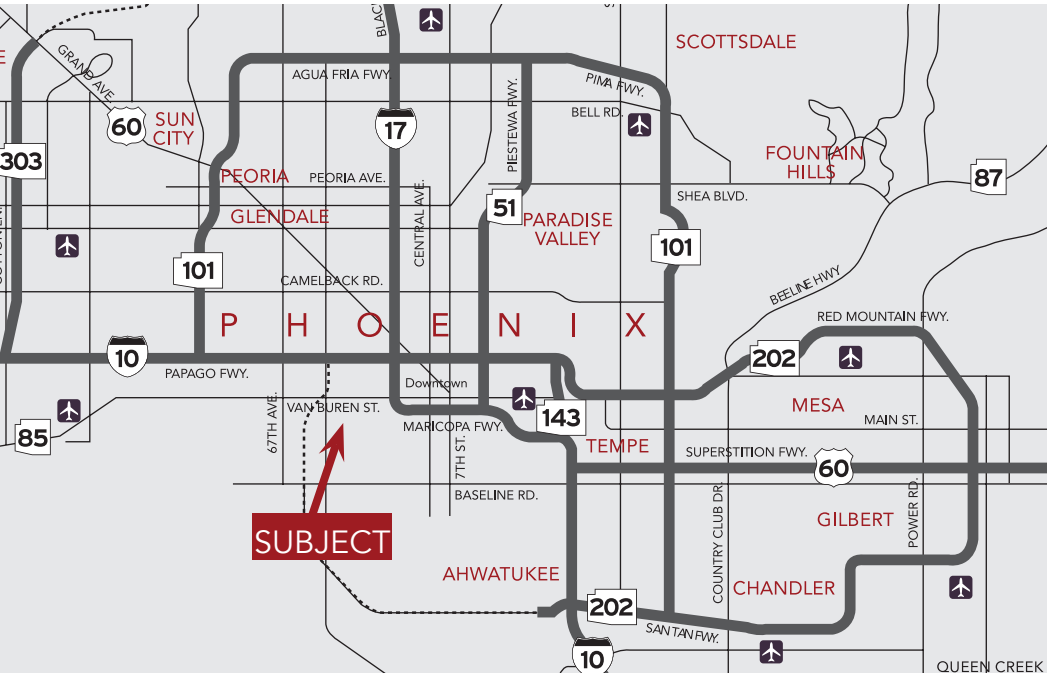 BLAC
SCOTTSDALE
GRAND AVE.
AGUA FRIA FWY.
PIMA FWY.
60
SUN
CITY
17
PIESTEWA FWY.
BELL RD.
303
FOUNTAIN
HILLS
87
PEORIA
PEORIA AVE.
SHEA BLVD.
GLENDALE
CENTRAL AVE.
51
PARADISE
VALLEY
101
101
CAMELBACK RD.
BEELINE HWY
PHOENIX
RED MOUNTAIN FWY.
10
PAPAGO FWY.
202
Downtown
67TH AVE.
VAN BUREN ST.
MARICOPA FWY.
143
MESA
MAIN ST.
85
7TH ST.
TEMPE
SUPERSTITION FWY.
60
BASELINE RD.
COUNTRY CLUB DR.
POWER RD.
SUBJECT
GILBERT
AHWATUKEE
CHANDLER
202
SANTAN FWY.
10
QUEEN CREEK